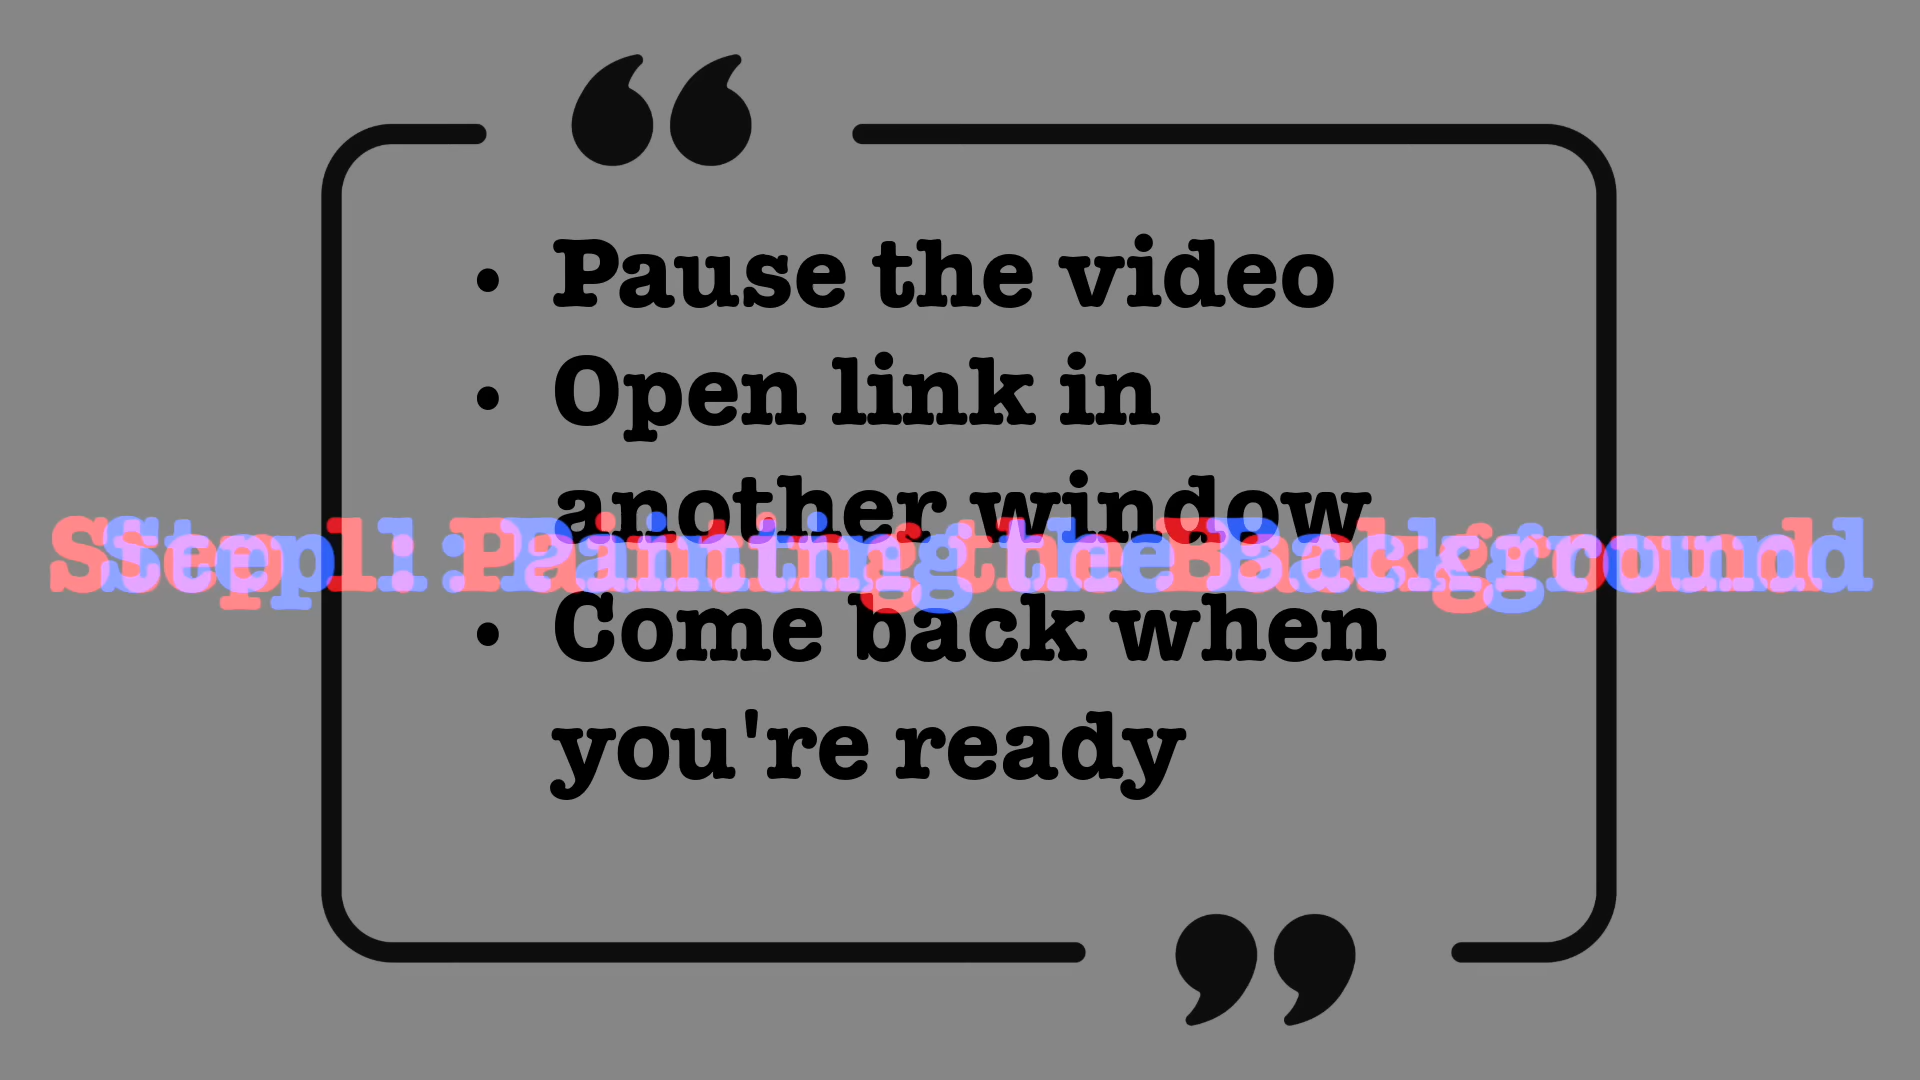 • Pause the video
• Open link in
another window
Step 1: Painting the Background
• Come back when
you're ready